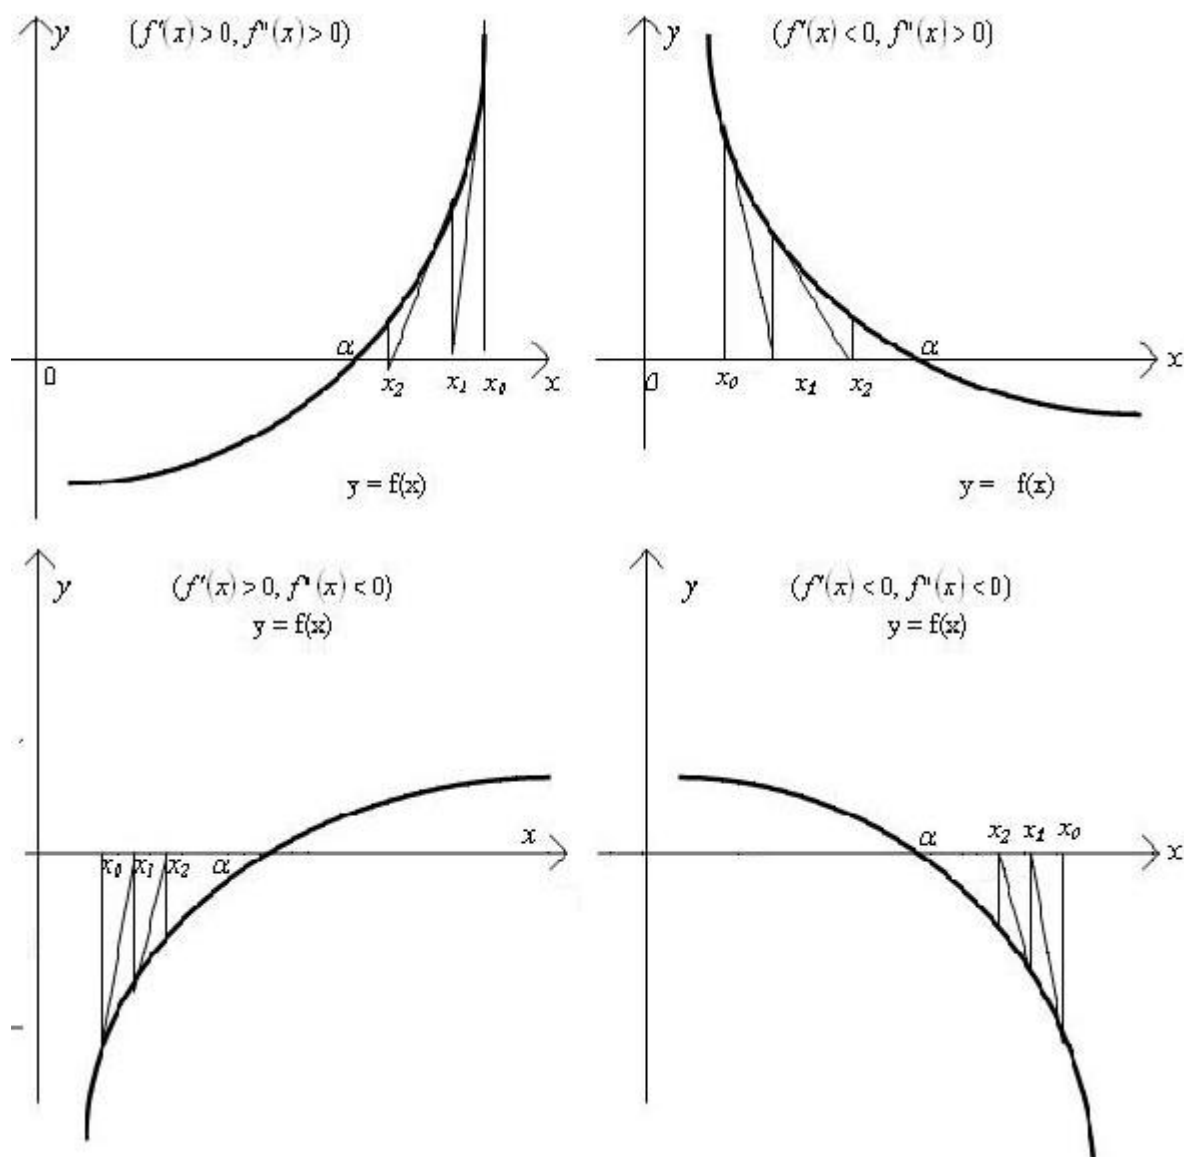 y (f'(x) > 0, f"(x) > 0)
α
0 x₂ x₁ x₀ x
y = f(x)
y (f'(x) < 0, f"(x) > 0)
α x
0 x₀ x₁ x₂
y = f(x)
y (f'(x) > 0, f"(x) < 0)
y = f(x)
x
x₀ x₁ x₂ α
y (f'(x) < 0, f"(x) < 0)
y = f(x)
α x₂ x₁ x₀
x